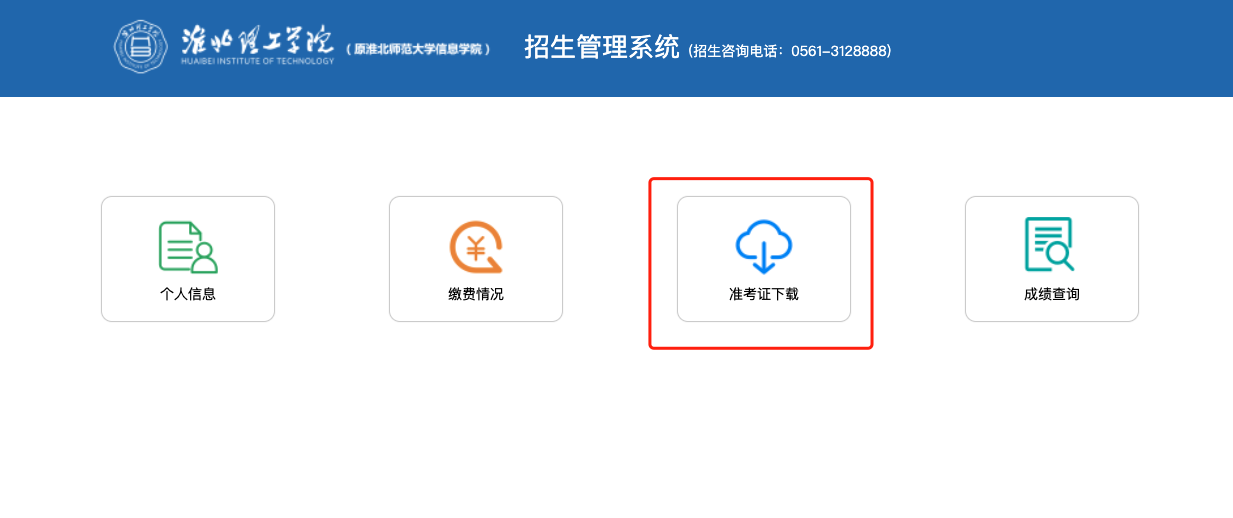 淮北理工学院
HUAIBEI INSTITUTE OF TECHNOLOGY
（原淮北师范大学信息学院）
招生管理系统 (招生咨询电话：0561-3128888)
个人信息
缴费情况
准考证下载
成绩查询